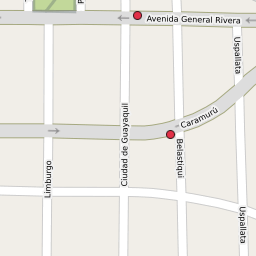 P
Avenida General Rivera
Uspallata
Ciudad de Guayaquil
Caramurú
Belastiqui
Limburgo
Uspallata